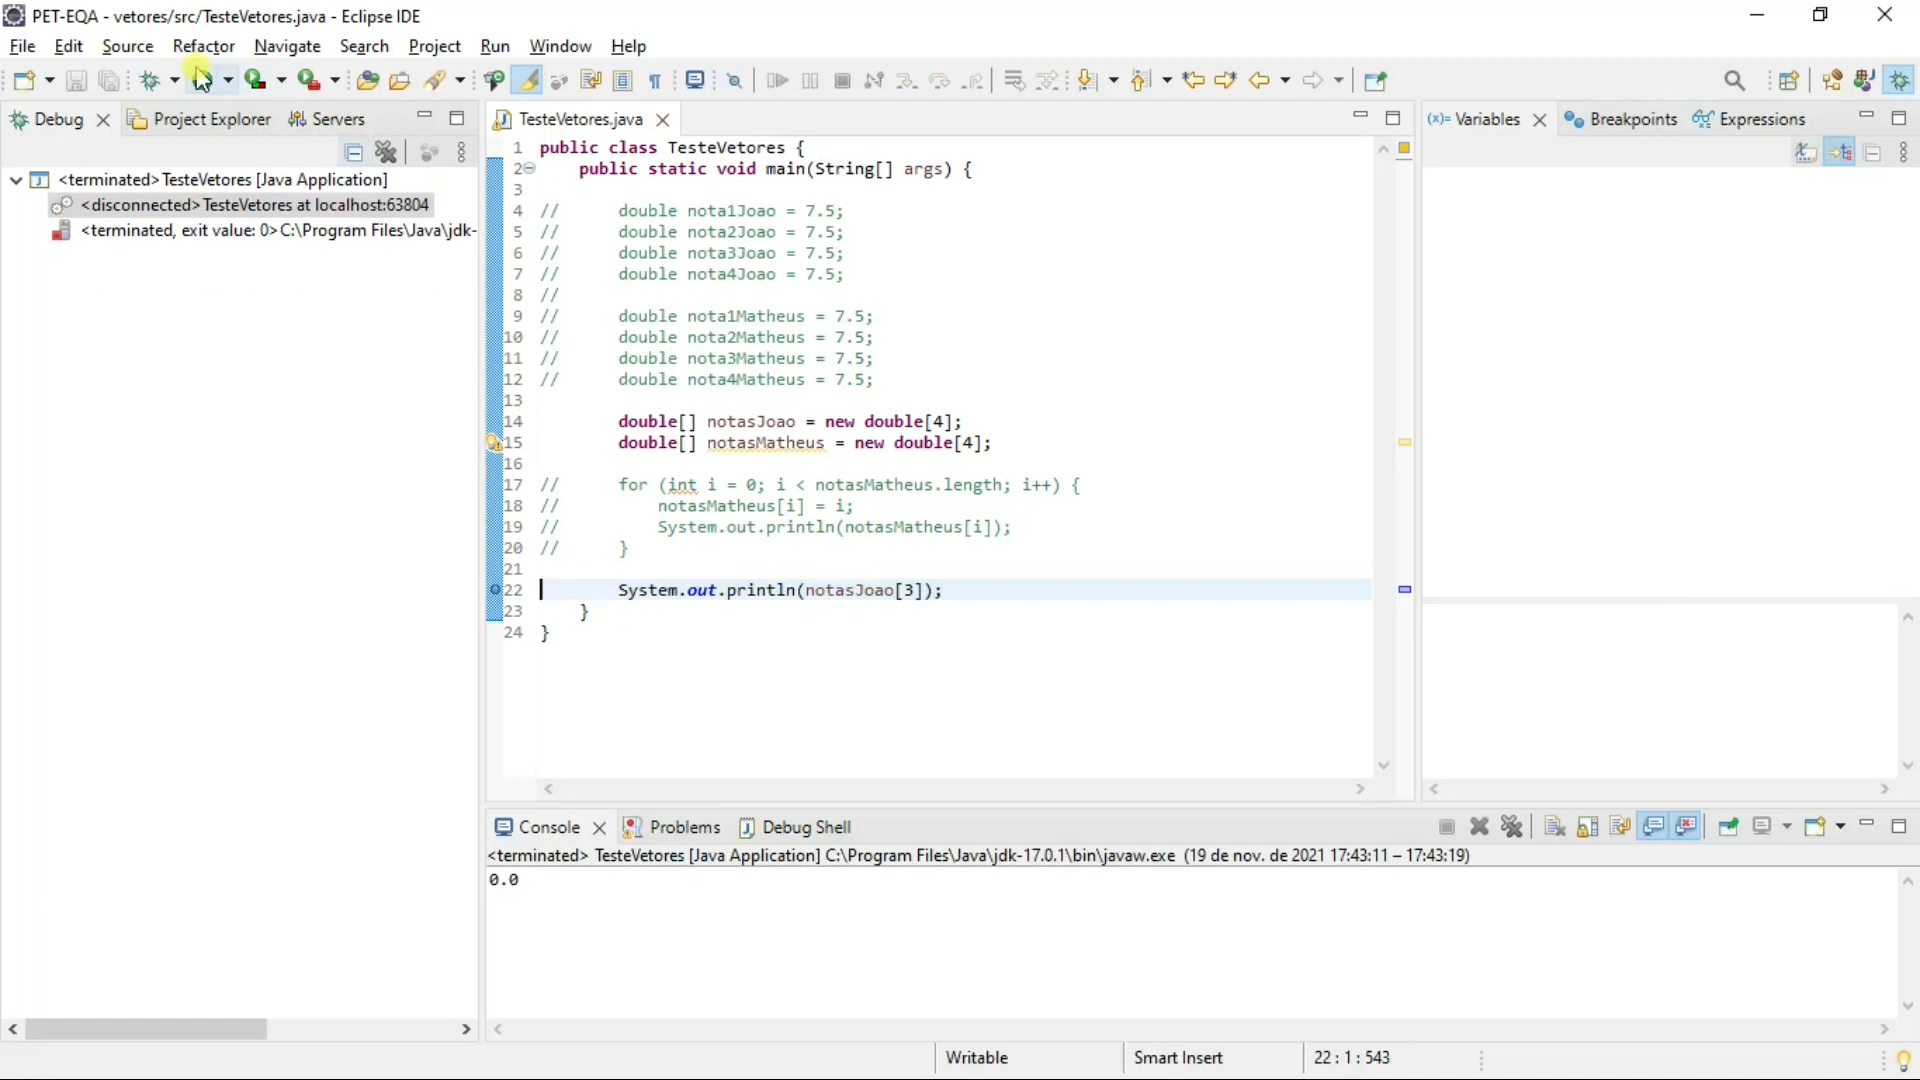 PET-EQA - vetores/src/TesteVetores.java - Eclipse IDE
File Edit Source Refactor Navigate Search Project Run Window Help
Debug Project Explorer Servers
<terminated> TesteVetores [Java Application]
<disconnected> TesteVetores at localhost:63804
<terminated, exit value: 0> C:\Program Files\Java\jdk-
TesteVetores.java
1 public class TesteVetores {
2 public static void main(String[] args) {
3
4 // double nota1Joao = 7.5;
5 // double nota2Joao = 7.5;
6 // double nota3Joao = 7.5;
7 // double nota4Joao = 7.5;
8 //
9 // double nota1Matheus = 7.5;
10 // double nota2Matheus = 7.5;
11 // double nota3Matheus = 7.5;
12 // double nota4Matheus = 7.5;
13
14 double[] notasJoao = new double[4];
15 double[] notasMatheus = new double[4];
16
17 // for (int i = 0; i < notasMatheus.length; i++) {
18 // notasMatheus[i] = i;
19 // System.out.println(notasMatheus[i]);
20 // }
21
22 System.out.println(notasJoao[3]);
23 }
24 }
(x)= Variables Breakpoints Expressions
Console Problems Debug Shell
<terminated> TesteVetores [Java Application] C:\Program Files\Java\jdk-17.0.1\bin\javaw.exe (19 de nov. de 2021 17:43:11 – 17:43:19)
0.0
Writable Smart Insert 22 : 1 : 543